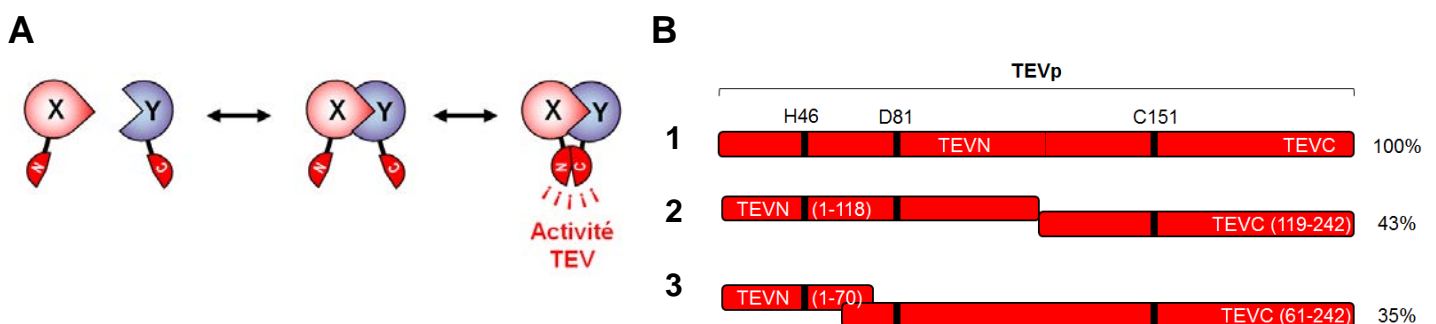 A
X Y
N C
X Y
N C
X Y
N C
Activité
TEV
B
TEVp
H46 D81 C151
1 TEVN TEVC 100%
2 TEVN (1-118) TEVC (119-242) 43%
3 TEVN (1-70) TEVC (61-242) 35%